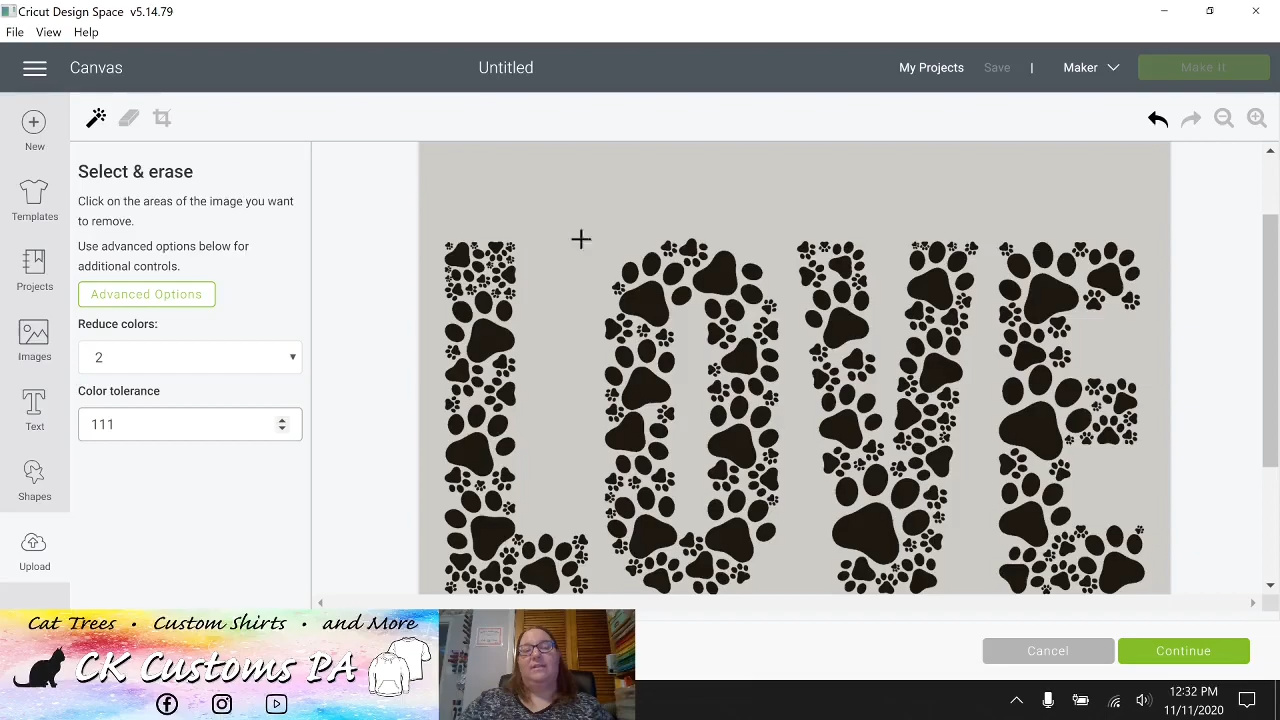 Cricut Design Space v5.14.79
File View Help
Canvas
Untitled
My Projects Save | Maker Make It
New
Templates
Projects
Images
Text
Shapes
Upload
Select & erase
Click on the areas of the image you want
to remove.
Use advanced options below for
additional controls.
Advanced Options
Reduce colors:
2
Color tolerance
111
LOVE
Cancel Continue
Cat Trees • Custom Shirts • and More
CK Customs PA
12:32 PM
11/11/2020